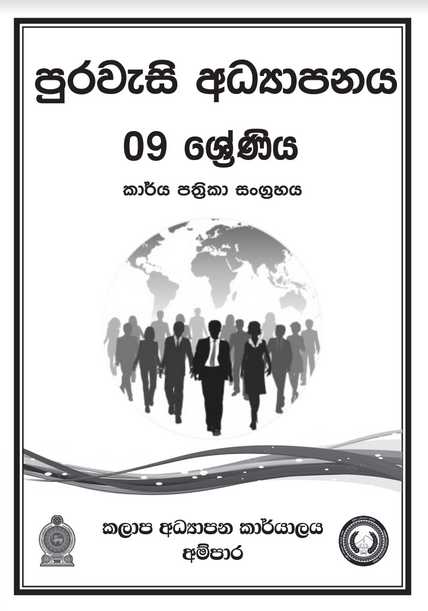 පුරවැසි අධ්‍යාපනය
09 ශ්‍රේණිය
කාර්ය පත්‍රිකා සංග්‍රහය
කලාප අධ්‍යාපන කාර්යාලය
අම්පාර